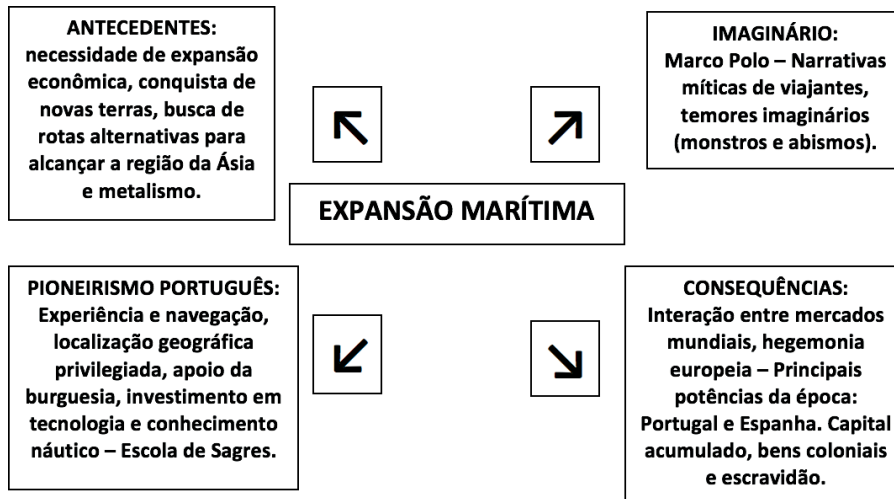 ANTECEDENTES:
necessidade de expansão
econômica, conquista de
novas terras, busca de
rotas alternativas para
alcançar a região da Ásia
e metalismo.
IMAGINÁRIO:
Marco Polo – Narrativas
míticas de viajantes,
temores imaginários
(monstros e abismos).
EXPANSÃO MARÍTIMA
PIONEIRISMO PORTUGUÊS:
Experiência e navegação,
localização geográfica
privilegiada, apoio da
burguesia, investimento em
tecnologia e conhecimento
náutico – Escola de Sagres.
CONSEQUÊNCIAS:
Interação entre mercados
mundiais, hegemonia
europeia – Principais
potências da época:
Portugal e Espanha. Capital
acumulado, bens coloniais
e escravidão.